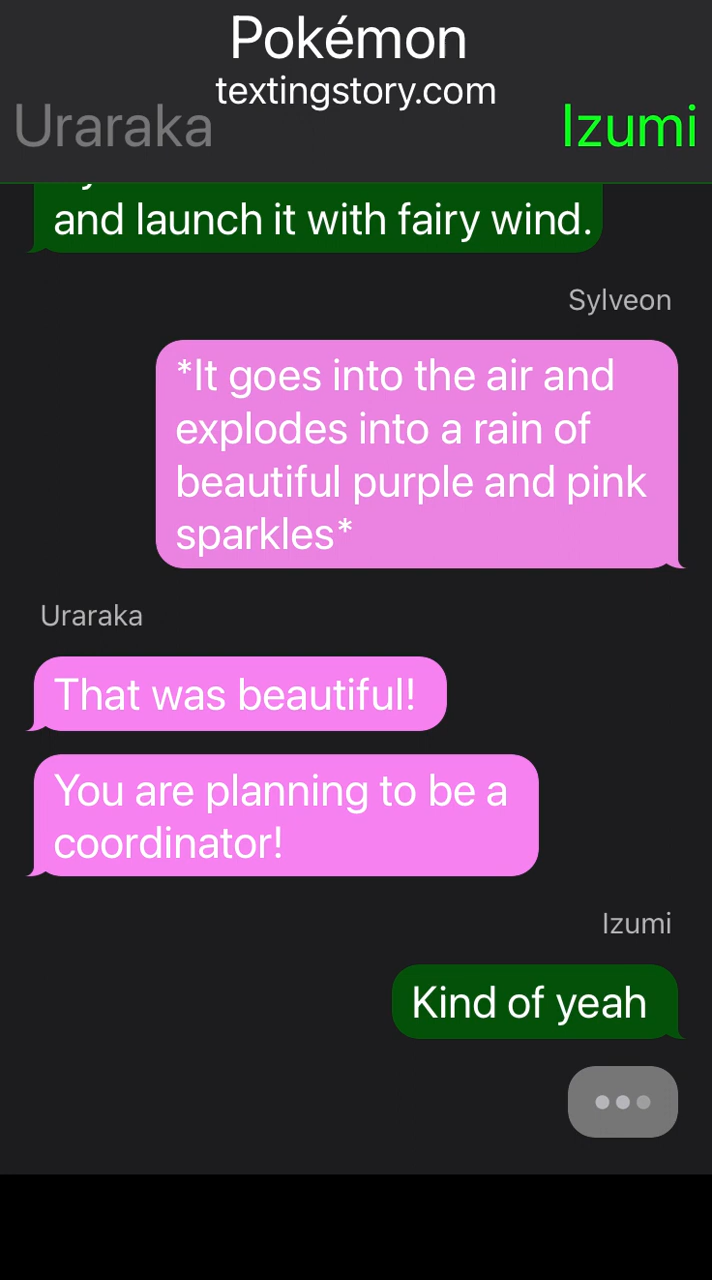 Pokémon
textingstory.com
Uraraka
Izumi
and launch it with fairy wind.
Sylveon
*It goes into the air and
explodes into a rain of
beautiful purple and pink
sparkles*
Uraraka
That was beautiful!
You are planning to be a
coordinator!
Izumi
Kind of yeah